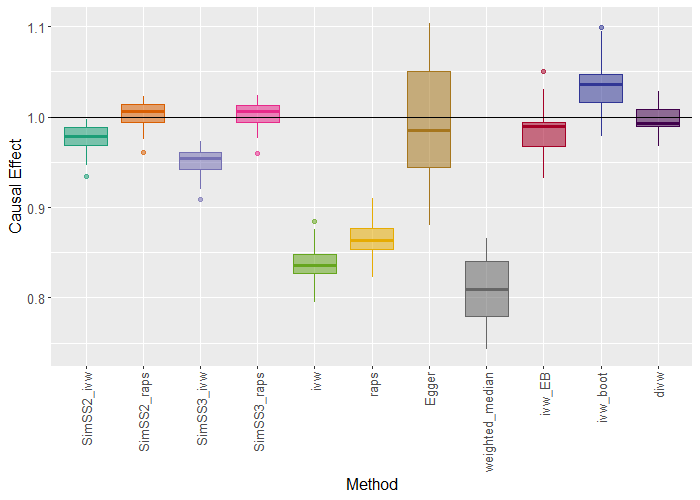 1.1
1.0
0.9
0.8
Causal Effect
SimSS2_ivw
SimSS2_raps
SimSS3_ivw
SimSS3_raps
ivw
raps
Egger
weighted_median
ivw_EB
ivw_boot
divw
Method